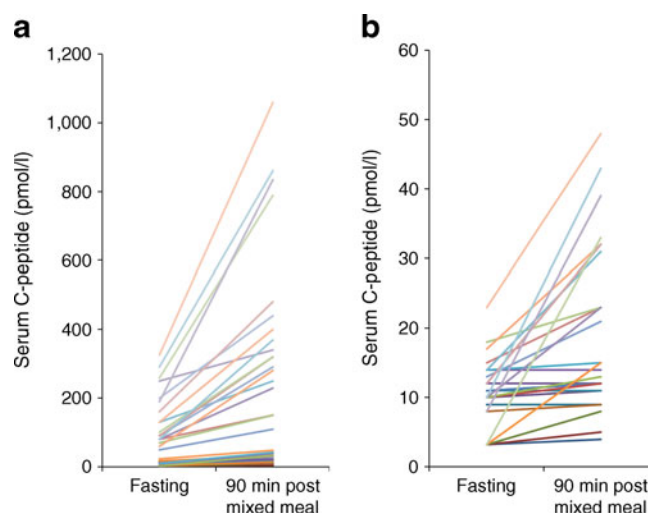 a
Serum C-peptide (pmol/l)
1,200
1,000
800
600
400
200
0
Fasting
90 min post
mixed meal
b
Serum C-peptide (pmol/l)
60
50
40
30
20
10
0
Fasting
90 min post
mixed meal